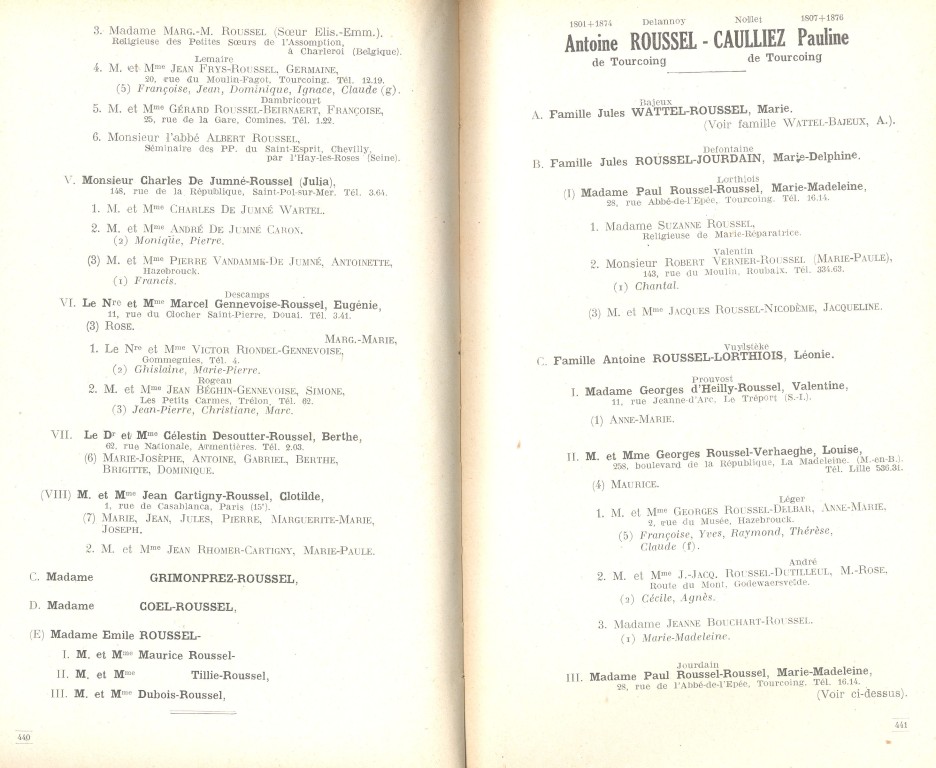 3. Madame MARG.-M. ROUSSEL (Sœur Elis.-Emm.),
Religieuse des Petites Sœurs de l'Assomption,
à Charleroi (Belgique).
Lemaire
4. M. et Mme JEAN FRYS-ROUSSEL, GERMAINE,
20, rue du Moulin-Fagot, Tourcoing. Tél. 12.19.
(5) Françoise, Jean, Dominique, Ignace, Claude (g).
Dambricourt
5. M. et Mme GÉRARD ROUSSEL-BEIRNAERT, FRANÇOISE,
25, rue de la Gare, Comines. Tél. 1.22.
6. Monsieur l'abbé ALBERT ROUSSEL,
Séminaire des PP. du Saint-Esprit, Chevilly,
par l'Hay-les-Roses (Seine).
V. Monsieur Charles De Jumné-Roussel (Julia),
148, rue de la République, Saint-Pol-sur-Mer. Tél. 3.64.
1. M. et Mme CHARLES DE JUMNÉ WARTEL.
2. M. et Mme ANDRÉ DE JUMNÉ CARON.
(2) Monique, Pierre.
(3) M. et Mme PIERRE VANDAMME-DE JUMNÉ, ANTOINETTE,
Hazebrouck.
(1) Francis.
Descamps
VI. Le Nre et Mme Marcel Gennevoise-Roussel, Eugénie,
11, rue du Clocher Saint-Pierre, Douai. Tél. 3.41.
(3) ROSE.
MARG.-MARIE,
1. Le Nre et Mme VICTOR RIONDEL-GENNEVOISE,
Gommegnies, Tél. 4.
(2) Ghislaine, Marie-Pierre.
Rogeau
2. M. et Mme JEAN BÉGHIN-GENNEVOISE, SIMONE,
Les Petits Carmes, Trélon. Tél. 62.
(3) Jean-Pierre, Christiane, Marc.
VII. Le Dr et Mme Célestin Desoutter-Roussel, Berthe,
62, rue Nationale, Armentières. Tél. 2.03.
(6) MARIE-JOSÈPHE, ANTOINE, GABRIEL, BERTHE,
BRIGITTE, DOMINIQUE.
(VIII) M. et Mme Jean Cartigny-Roussel, Clotilde,
1, rue de Casablanca, Paris (15e).
(7) MARIE, JEAN, JULES, PIERRE, MARGUERITE-MARIE,
JOSEPH.
2. M. et Mme JEAN RHOMER-CARTIGNY, MARIE-PAULE.
C. Madame GRIMONPREZ-ROUSSEL,
D. Madame COEL-ROUSSEL,
(E) Madame Emile ROUSSEL-
I. M. et Mme Maurice Roussel-
II. M. et Mme Tillie-Roussel,
III. M. et Mme Dubois-Roussel,
440
1801+1874 Delannoy Nollet 1807+1876
Antoine ROUSSEL - CAULLIEZ Pauline
de Tourcoing de Tourcoing
Bajeux
A. Famille Jules WATTEL-ROUSSEL, Marie.
(Voir famille WATTEL-BAJEUX, A.).
Defontaine
B. Famille Jules ROUSSEL-JOURDAIN, Marie-Delphine.
Lorthiois
(I) Madame Paul Roussel-Roussel, Marie-Madeleine,
28, rue Abbé-de-l'Epée, Tourcoing. Tél. 16.14.
1. Madame SUZANNE ROUSSEL,
Religieuse de Marie-Réparatrice.
Valentin
2. Monsieur ROBERT VERNIER-ROUSSEL (MARIE-PAULE),
143, rue du Moulin, Roubaix. Tél. 334.63.
(1) Chantal.
(3) M. et Mme JACQUES ROUSSEL-NICODÈME, JACQUELINE.
Vuylstèke
C. Famille Antoine ROUSSEL-LORTHIOIS, Léonie.
Prouvost
I. Madame Georges d'Heilly-Roussel, Valentine,
11, rue Jeanne-d'Arc, Le Tréport (S.-I.).
(1) ANNE-MARIE.
II. M. et Mme Georges Roussel-Verhaeghe, Louise,
258, boulevard de la République, La Madeleine. (M.-en-B.).
Tél. Lille 536.31.
(4) MAURICE.
Léger
1. M. et Mme GEORGES ROUSSEL-DELBAR, ANNE-MARIE,
2, rue du Musée, Hazebrouck.
(5) Françoise, Yves, Raymond, Thérèse,
Claude (f).
André
2. M. et Mme J.-JACQ. ROUSSEL-DUTILLEUL, M.-ROSE,
Route du Mont, Godewaersvelde.
(2) Cécile, Agnès.
3. Madame JEANNE BOUCHART-ROUSSEL.
(1) Marie-Madeleine.
Jourdain
III. Madame Paul Roussel-Roussel, Marie-Madeleine,
28, rue de l'Abbé-de-l'Epée, Tourcoing. Tél. 16.14.
(Voir ci-dessus).
441